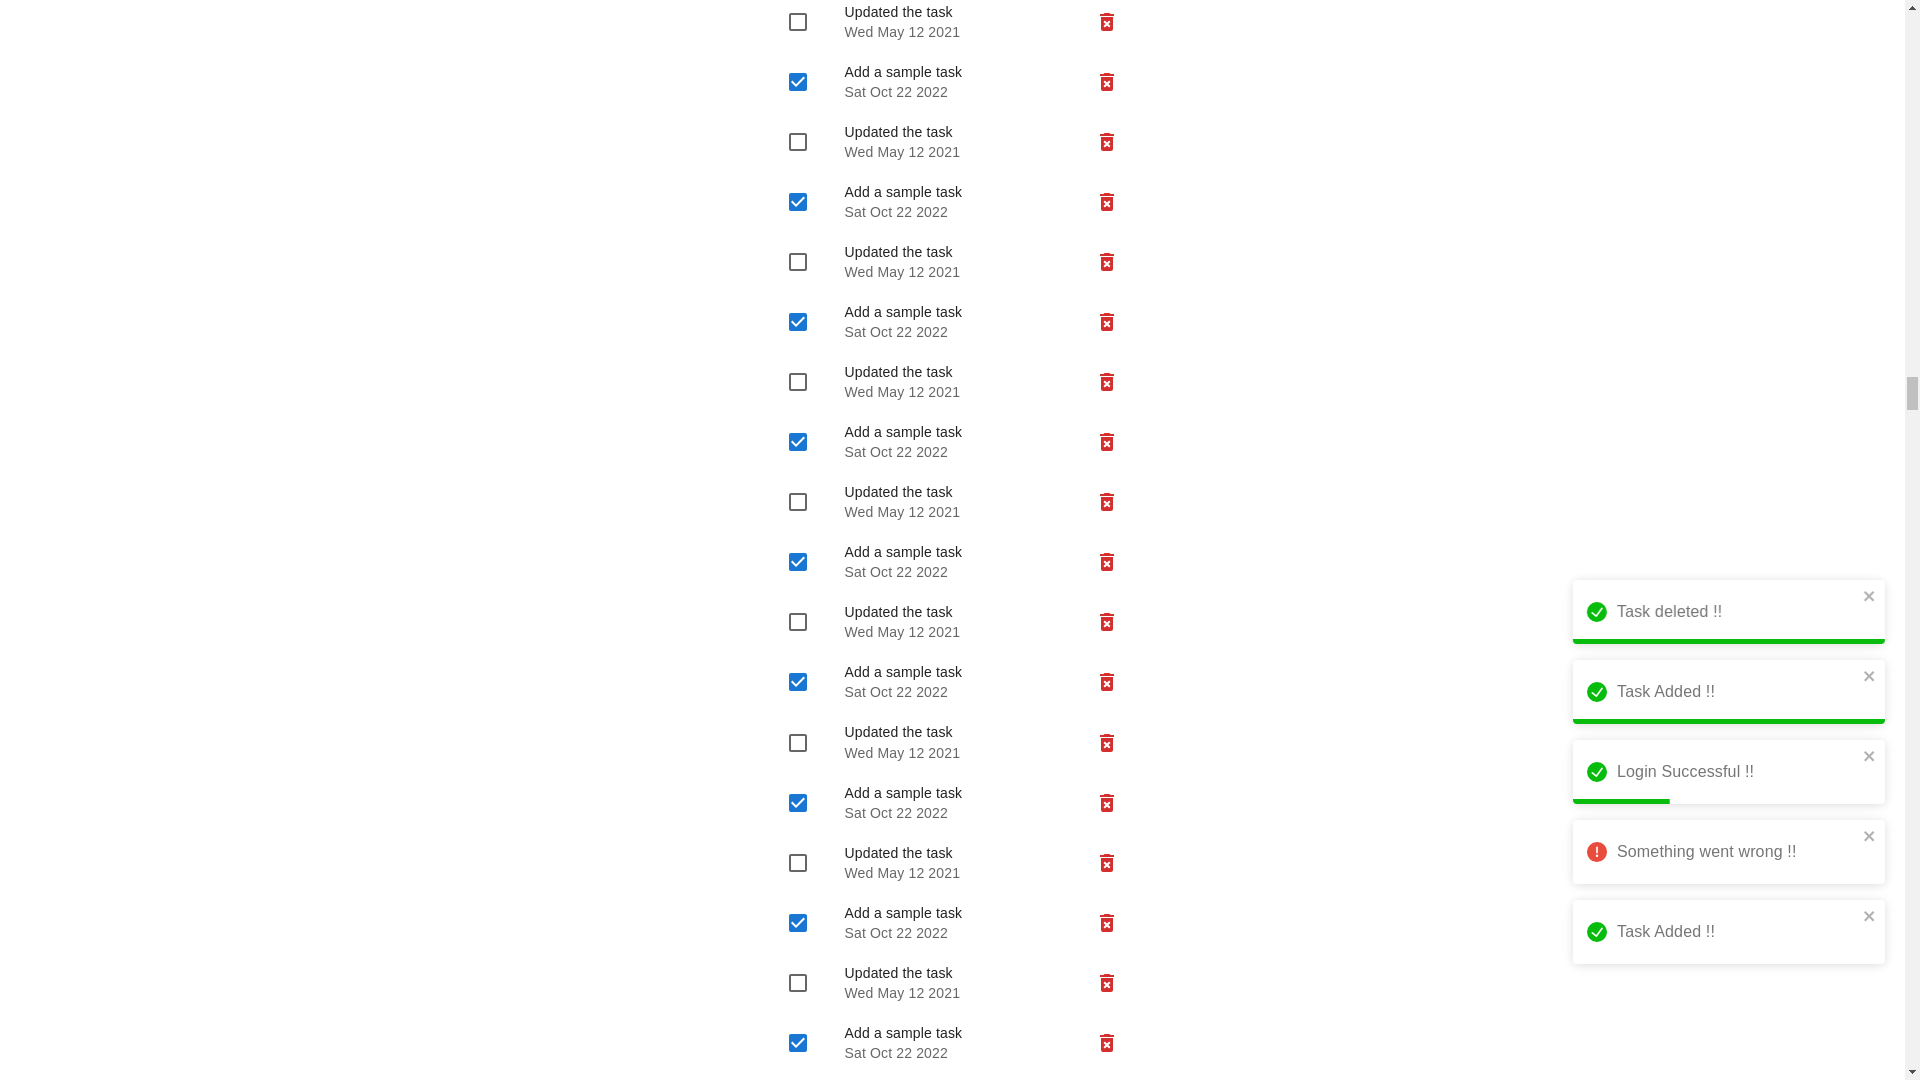 Updated the task
Wed May 12 2021
Add a sample task
Sat Oct 22 2022
Updated the task
Wed May 12 2021
Add a sample task
Sat Oct 22 2022
Updated the task
Wed May 12 2021
Add a sample task
Sat Oct 22 2022
Updated the task
Wed May 12 2021
Add a sample task
Sat Oct 22 2022
Updated the task
Wed May 12 2021
Add a sample task
Sat Oct 22 2022
Updated the task
Wed May 12 2021
Add a sample task
Sat Oct 22 2022
Updated the task
Wed May 12 2021
Add a sample task
Sat Oct 22 2022
Updated the task
Wed May 12 2021
Add a sample task
Sat Oct 22 2022
Updated the task
Wed May 12 2021
Add a sample task
Sat Oct 22 2022
Task deleted !!
Task Added !!
Login Successful !!
Something went wrong !!
Task Added !!